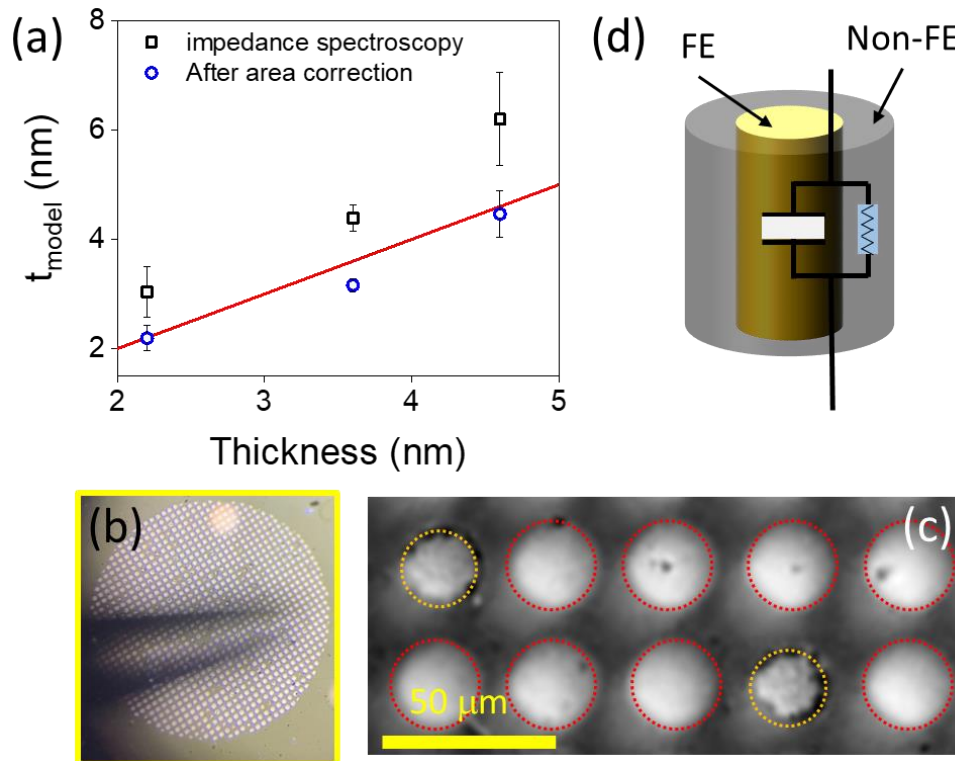 (a)
8
6
4
2
t_model (nm)
impedance spectroscopy
After area correction
2 3 4 5
Thickness (nm)
(d)
FE
Non-FE
(b)
(c)
50 μm